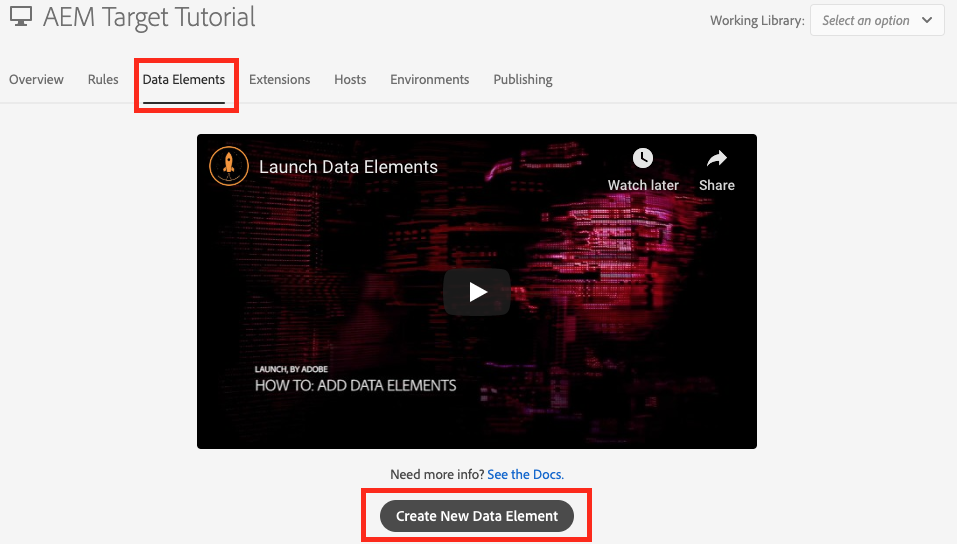 AEM Target Tutorial
Working Library: Select an option
Overview Rules Data Elements Extensions Hosts Environments Publishing
Launch Data Elements
Watch later Share
LAUNCH, BY ADOBE
HOW TO: ADD DATA ELEMENTS
Need more info? See the Docs.
Create New Data Element